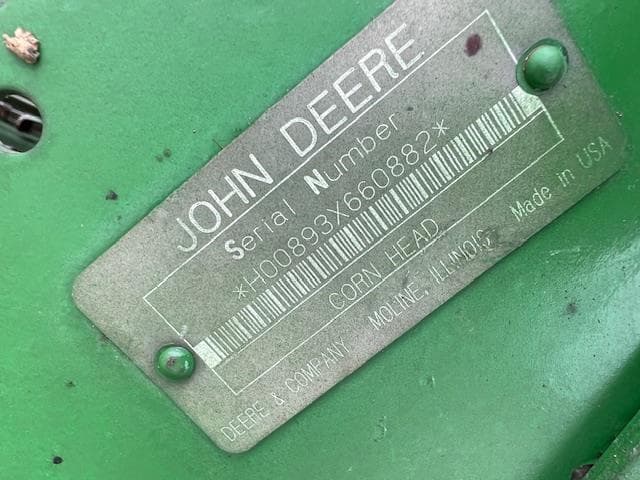 JOHN DEERE
Serial Number
*H00893X660882*
CORN HEAD
DEERE & COMPANY MOLINE, ILLINOIS Made in USA